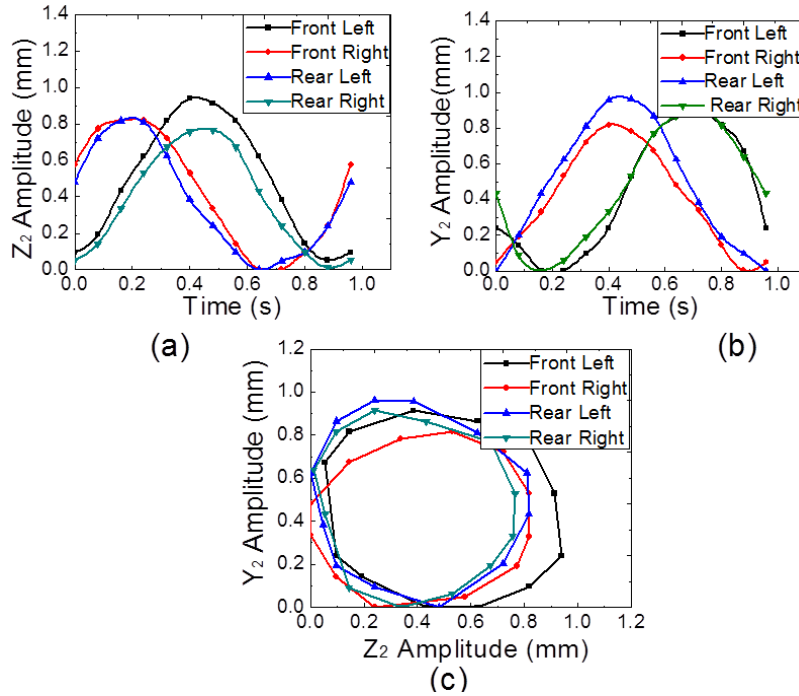 Z2 Amplitude (mm)
1.4
1.2
1.0
0.8
0.6
0.4
0.2
0.0
Front Left
Front Right
Rear Left
Rear Right
0.0 0.2 0.4 0.6 0.8 1.0
Time (s)
(a)
Y2 Amplitude(mm)
1.4
1.2
1.0
0.8
0.6
0.4
0.2
0.0
Front Left
Front Right
Rear Left
Rear Right
0.0 0.2 0.4 0.6 0.8 1.0
Time (s)
(b)
Y2 Amplitude (mm)
1.2
1.0
0.8
0.6
0.4
0.2
0.0
Front Left
Front Right
Rear Left
Rear Right
0.0 0.2 0.4 0.6 0.8 1.0 1.2
Z2 Amplitude (mm)
(c)